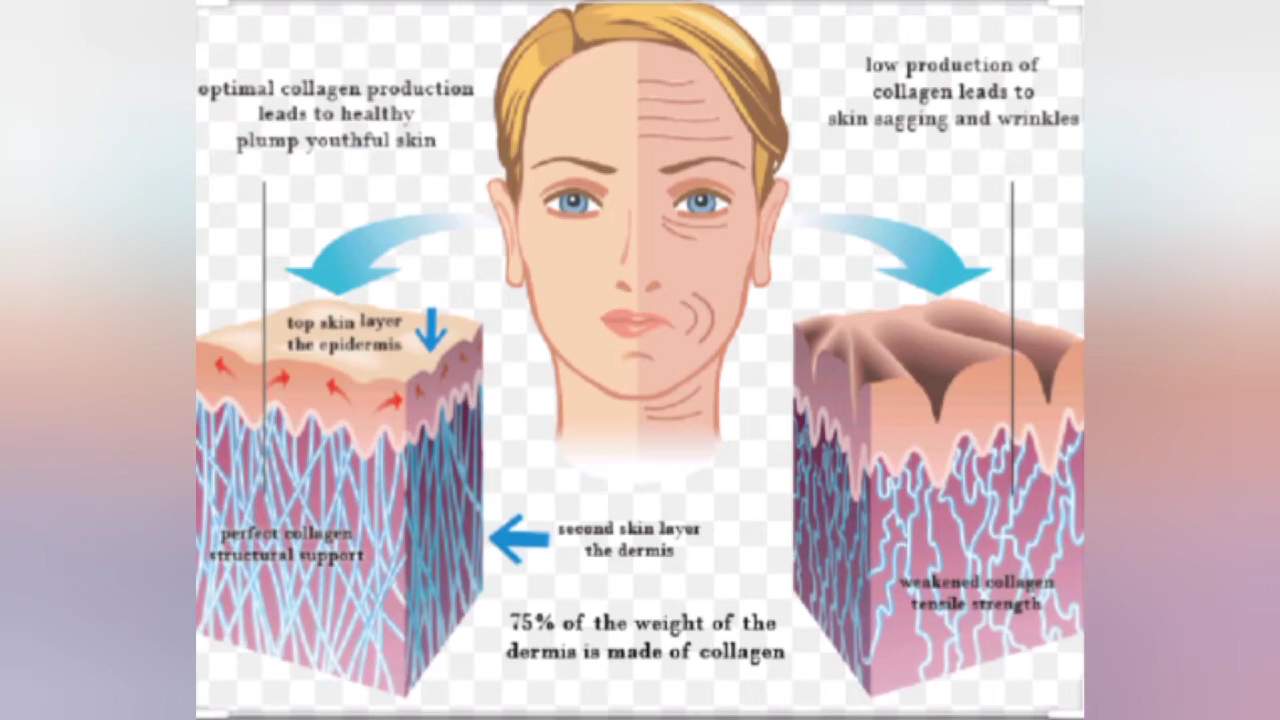 optimal collagen production
leads to healthy
plump youthful skin
low production of
collagen leads to
skin sagging and wrinkles
top skin layer
the epidermis
perfect collagen
structural support
second skin layer
the dermis
weakened collagen
tensile strength
75% of the weight of the
dermis is made of collagen